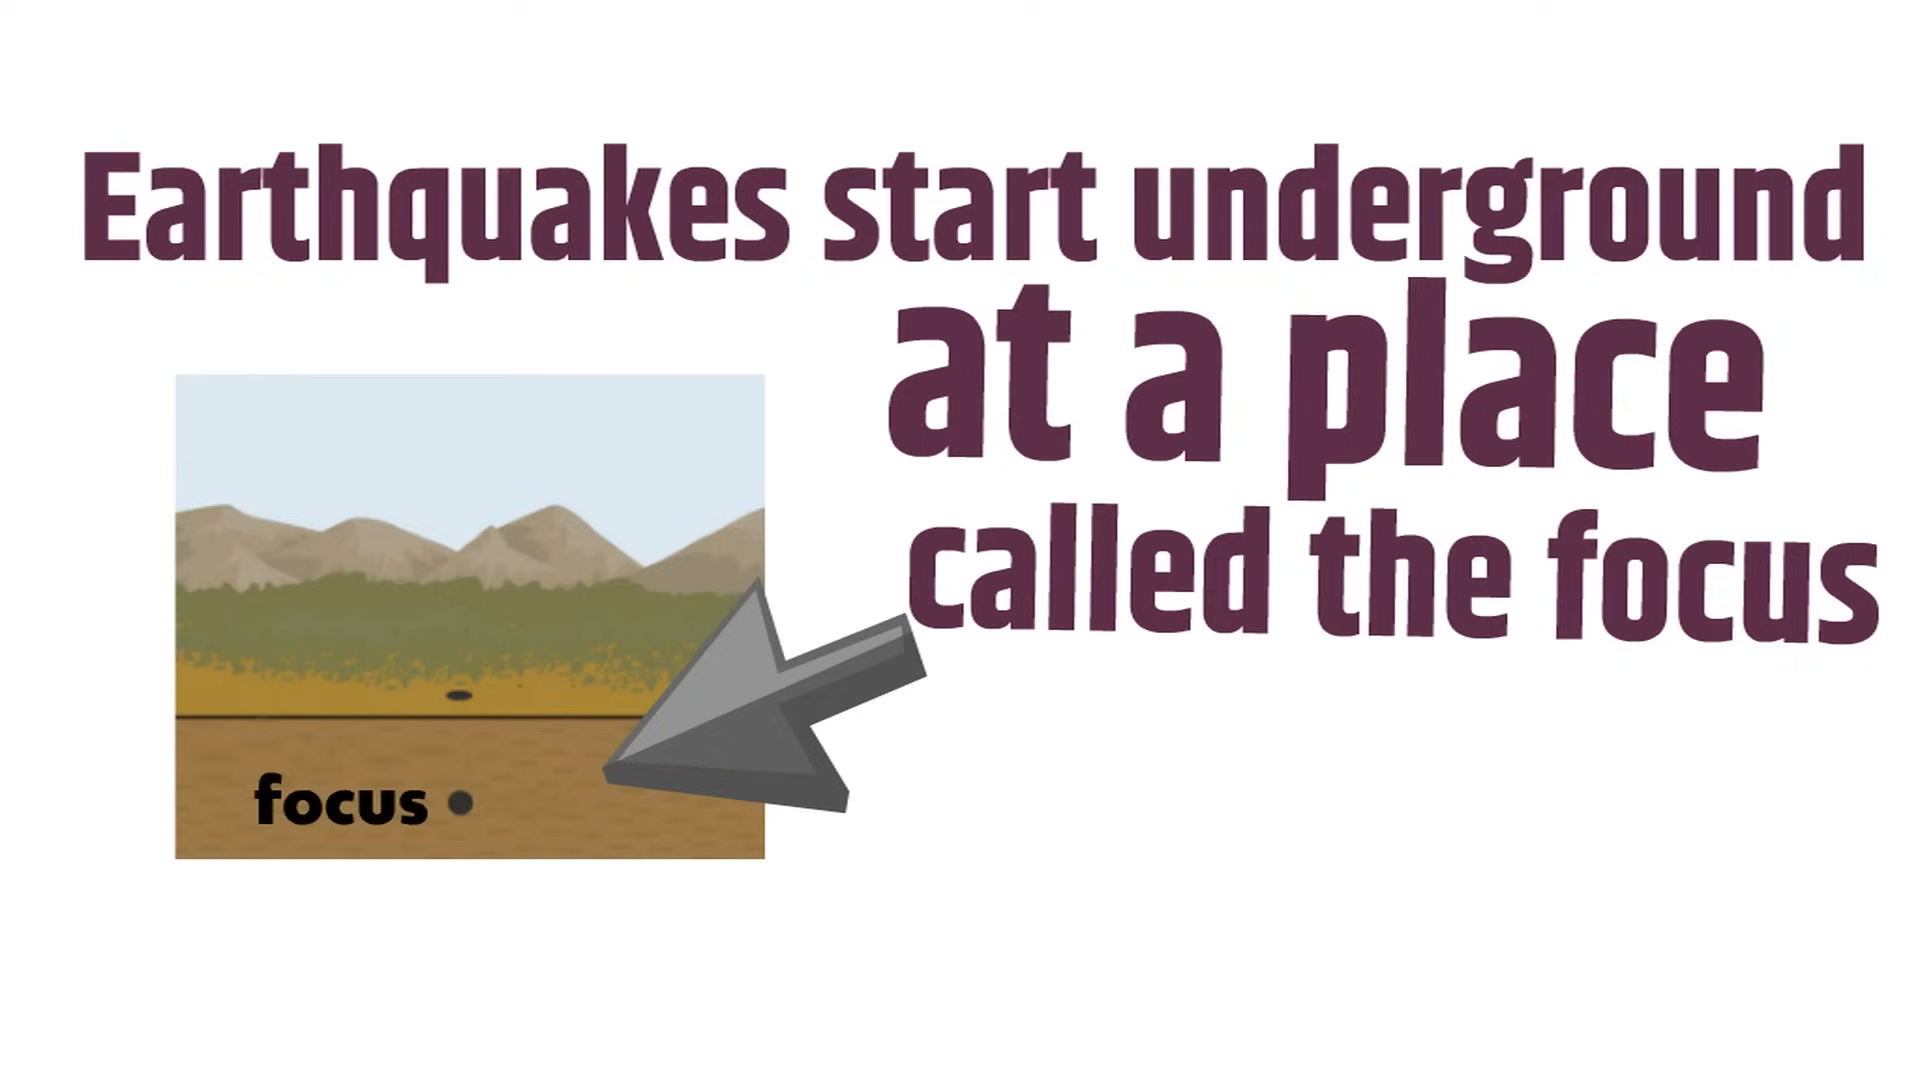 Earthquakes start underground
at a place
called the focus
focus